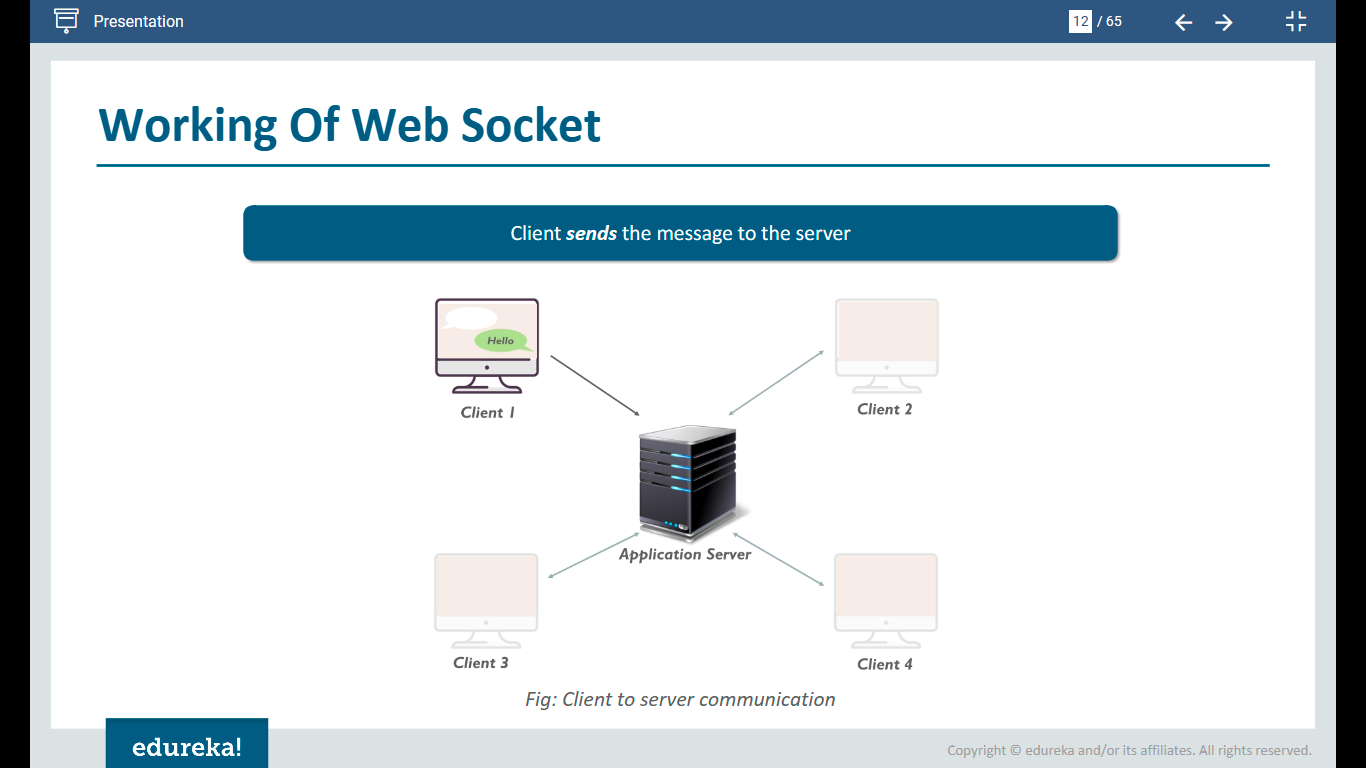 Presentation
12 / 65
Working Of Web Socket
Client sends the message to the server
Hello
Client 1
Client 2
Application Server
Client 3
Client 4
Fig: Client to server communication
edureka!
Copyright © edureka and/or its affiliates. All rights reserved.